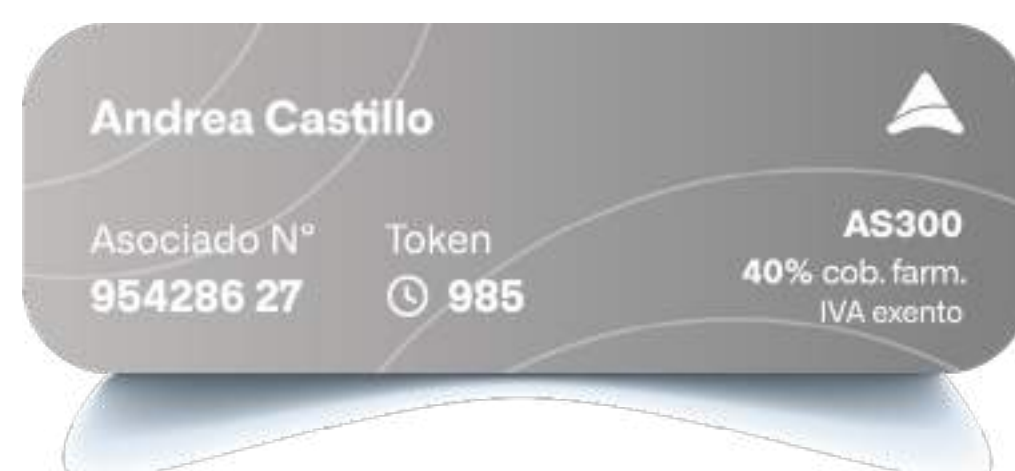 Andrea Castillo
Asociado N° Token
954286 27 985
AS300
40% cob. farm.
IVA exento